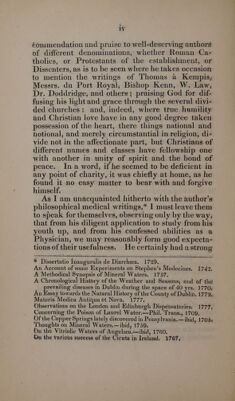 iv
commendation and praise to well-deserving authors
of different denominations, whether Roman Ca-
tholics, or Protestants of the establishment, or
Dissenters, as is to be seen where he takes occasion
to mention the writings of Thomas à Kempis,
Messrs. du Port Royal, Bishop Kenn, W. Law,
Dr. Doddridge, and others; praising God for dif-
fusing his light and grace through the several divi-
ded churches: and, indeed, where true humility
and Christian love have in any good degree taken
possession of the heart, there things national and
notional, and merely circumstantial in religion, di-
vide not in the affectionate part, but Christians of
different names and classes have fellowship one
with another in unity of spirit and the bond of
peace. In a word, if he seemed to be deficient in
any point of charity, it was chiefly at home, as he
found it no easy matter to bear with and forgive
himself.
As I am unacquainted hitherto with the author's
philosophical medical writings,* I must leave them
to speak for themselves, observing only by the way,
that from his diligent application to study from his
youth up, and from his confessed abilities as a
Physician, we may reasonably form good expecta-
tions of their usefulness. He certainly had a strong
* Dissertatio Inauguralis de Diarrhœa. 1729.
An Account of some Experiments on Stephen's Medecines. 1742.
A Methodical Synopsis of Mineral Waters. 1757.
A Chronological History of the Weather and Seasons, and of the
prevailing diseases in Dublin during the space of 40 yrs. 1770.
An Essay towards the Natural History of the County of Dublin. 1772.
Materia Medica Antiqua et Nova. 1777.
Observations on the London and Edinburgh Dispensatories. 1777.
Concerning the Poison of Laurel Water.—Phil. Trans., 1709.
Of the Copper Springs lately discovered in Pensylvania.—ibid,
Thoughts on Mineral Waters.—ibid, 1759.
On the Vitriolic Waters of Angelsea.—ibid, 1760.
On the various success of the Cicuta in Ireland. 1767.